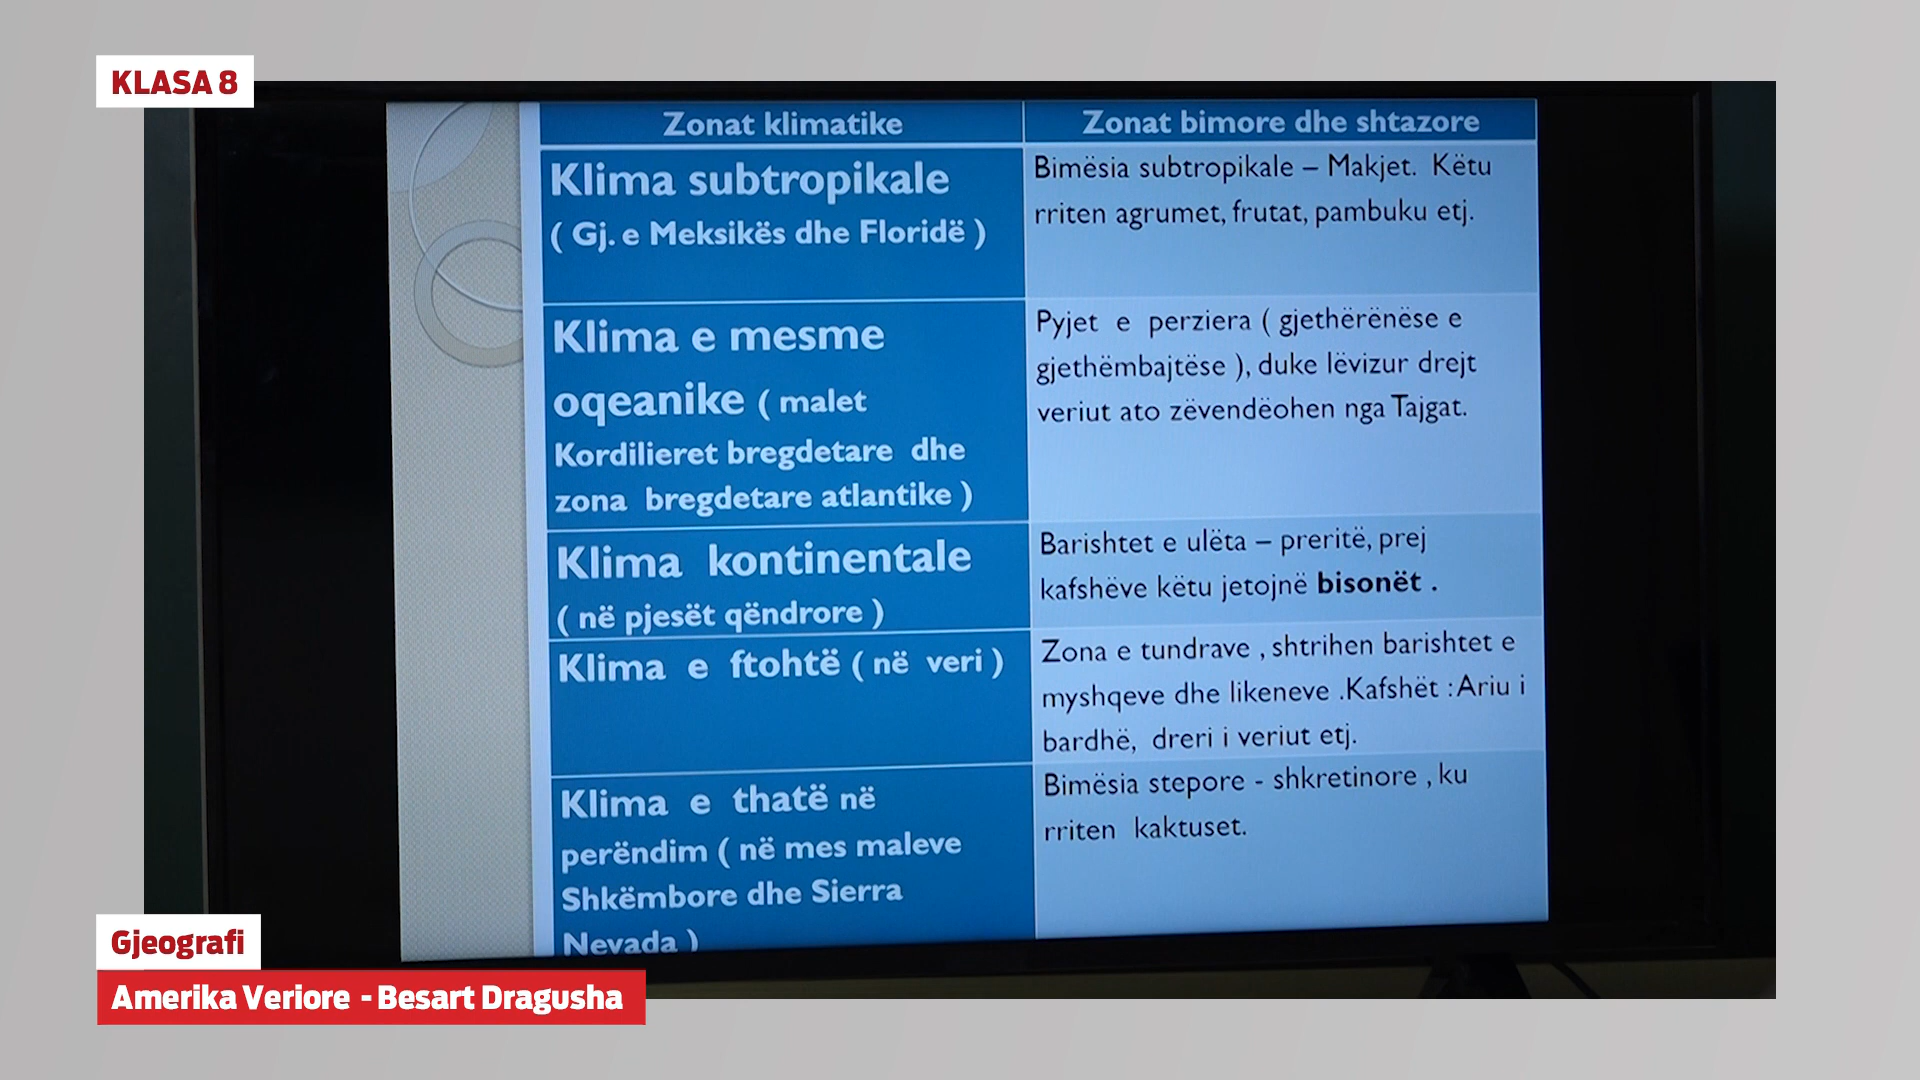 KLASA 8
Zonat klimatike
Zonat bimore dhe shtazore
Klima subtropikale
( Gj. e Meksikës dhe Floridë )
Bimësia subtropikale – Makjet. Këtu
rriten agrumet, frutat, pambuku etj.
Klima e mesme
oqeanike ( malet
Kordilieret bregdetare dhe
zona bregdetare atlantike )
Pyjet e perziera ( gjethërënëse e
gjethëmbajtëse ), duke lëvizur drejt
veriut ato zëvendëohen nga Tajgat.
Klima kontinentale
( në pjesët qëndrore )
Barishtet e ulëta – preritë, prej
kafshëve këtu jetojnë bisonët .
Klima e ftohtë ( në veri )
Zona e tundrave , shtrihen barishtet e
myshqeve dhe likeneve .Kafshët : Ariu i
bardhë, dreri i veriut etj.
Klima e thatë në
perëndim ( në mes maleve
Shkëmbore dhe Sierra
Nevada )
Bimësia stepore - shkretinore , ku
rriten kaktuset.
Gjeografi
Amerika Veriore - Besart Dragusha